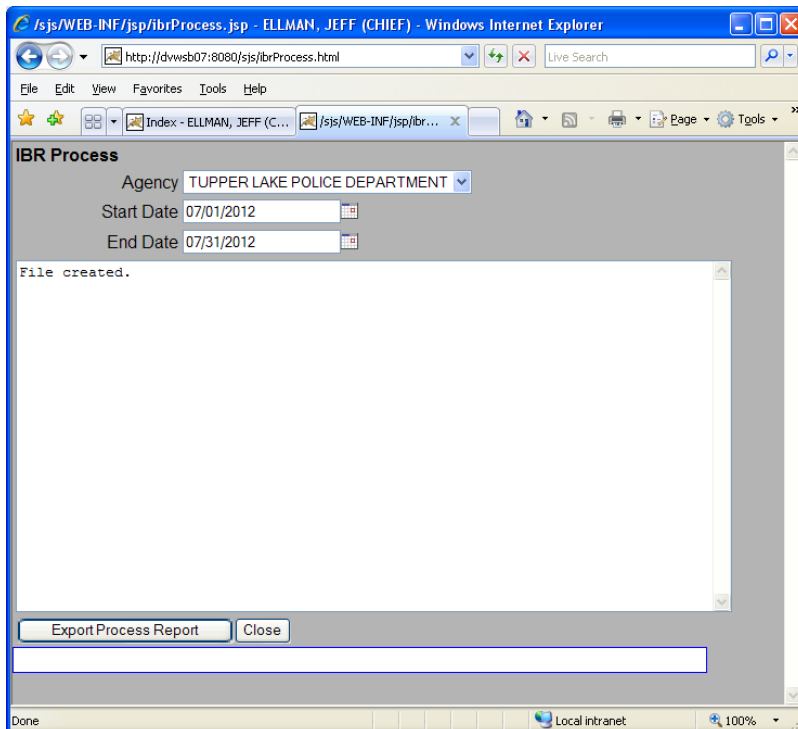 /sjs/WEB-INF/jsp/ibrProcess.jsp - ELLMAN, JEFF (CHIEF) - Windows Internet Explorer
http://dvwsb07:8080/sjs/ibrProcess.html Live Search
File Edit View Favorites Tools Help
Index - ELLMAN, JEFF (C... /sjs/WEB-INF/jsp/ibr... Page Tools
IBR Process
Agency TUPPER LAKE POLICE DEPARTMENT
Start Date 07/01/2012
End Date 07/31/2012
File created.
Export Process Report Close
Done Local intranet 100%